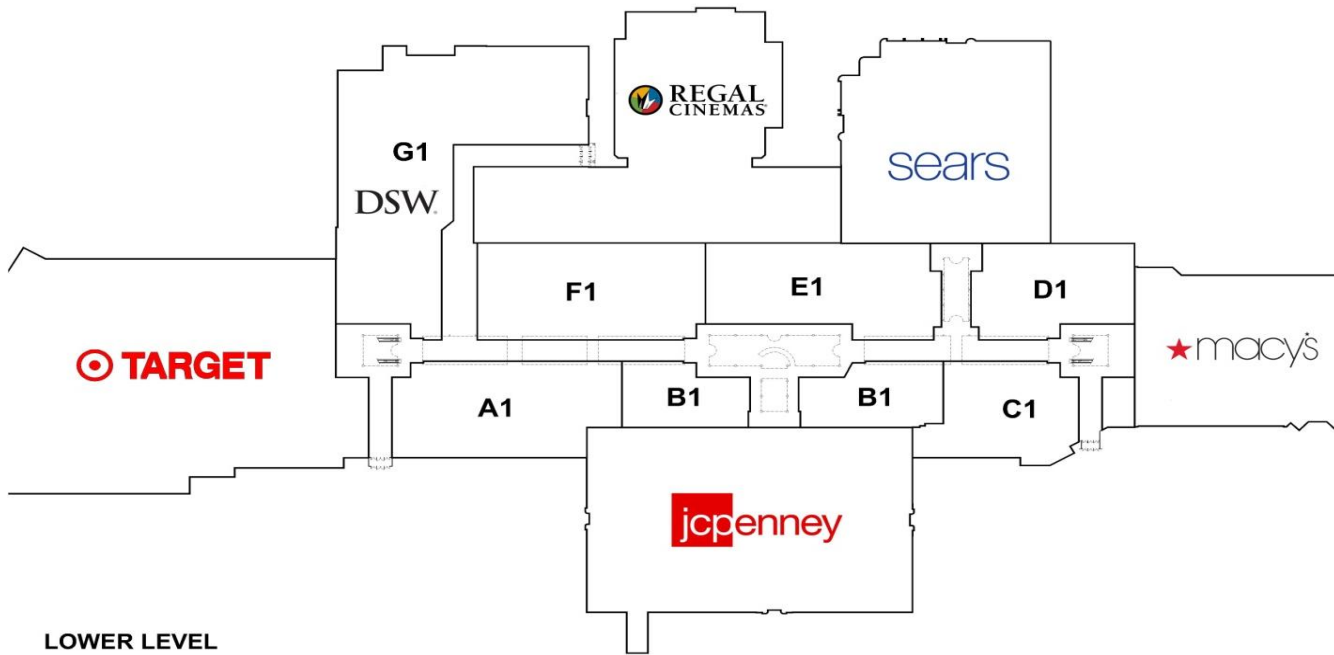 REGAL
CINEMAS
G1
sears
DSW.
F1
E1
D1
TARGET
macy's
A1
B1
B1
C1
jcpenney
LOWER LEVEL